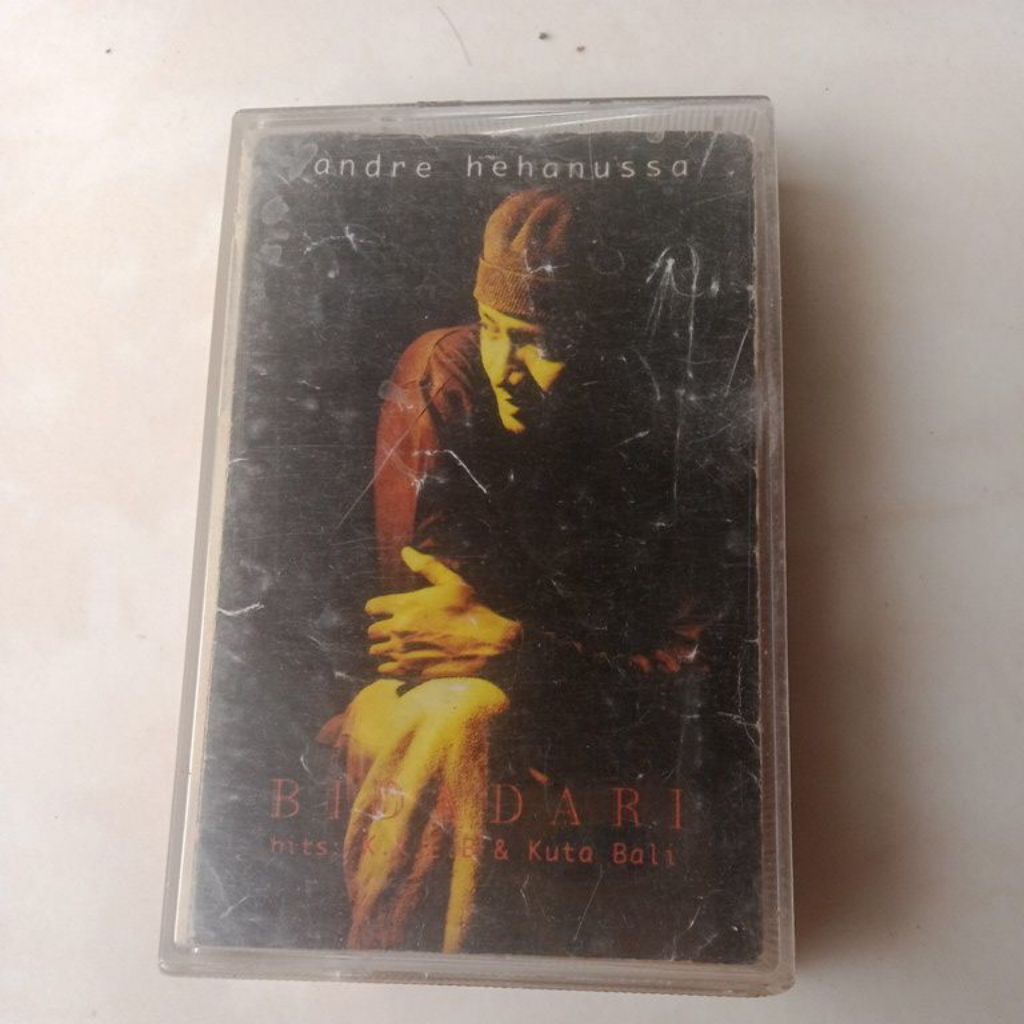 andre hehanussa
BIDADARI
hits: K.K.E.B & Kuta Bali